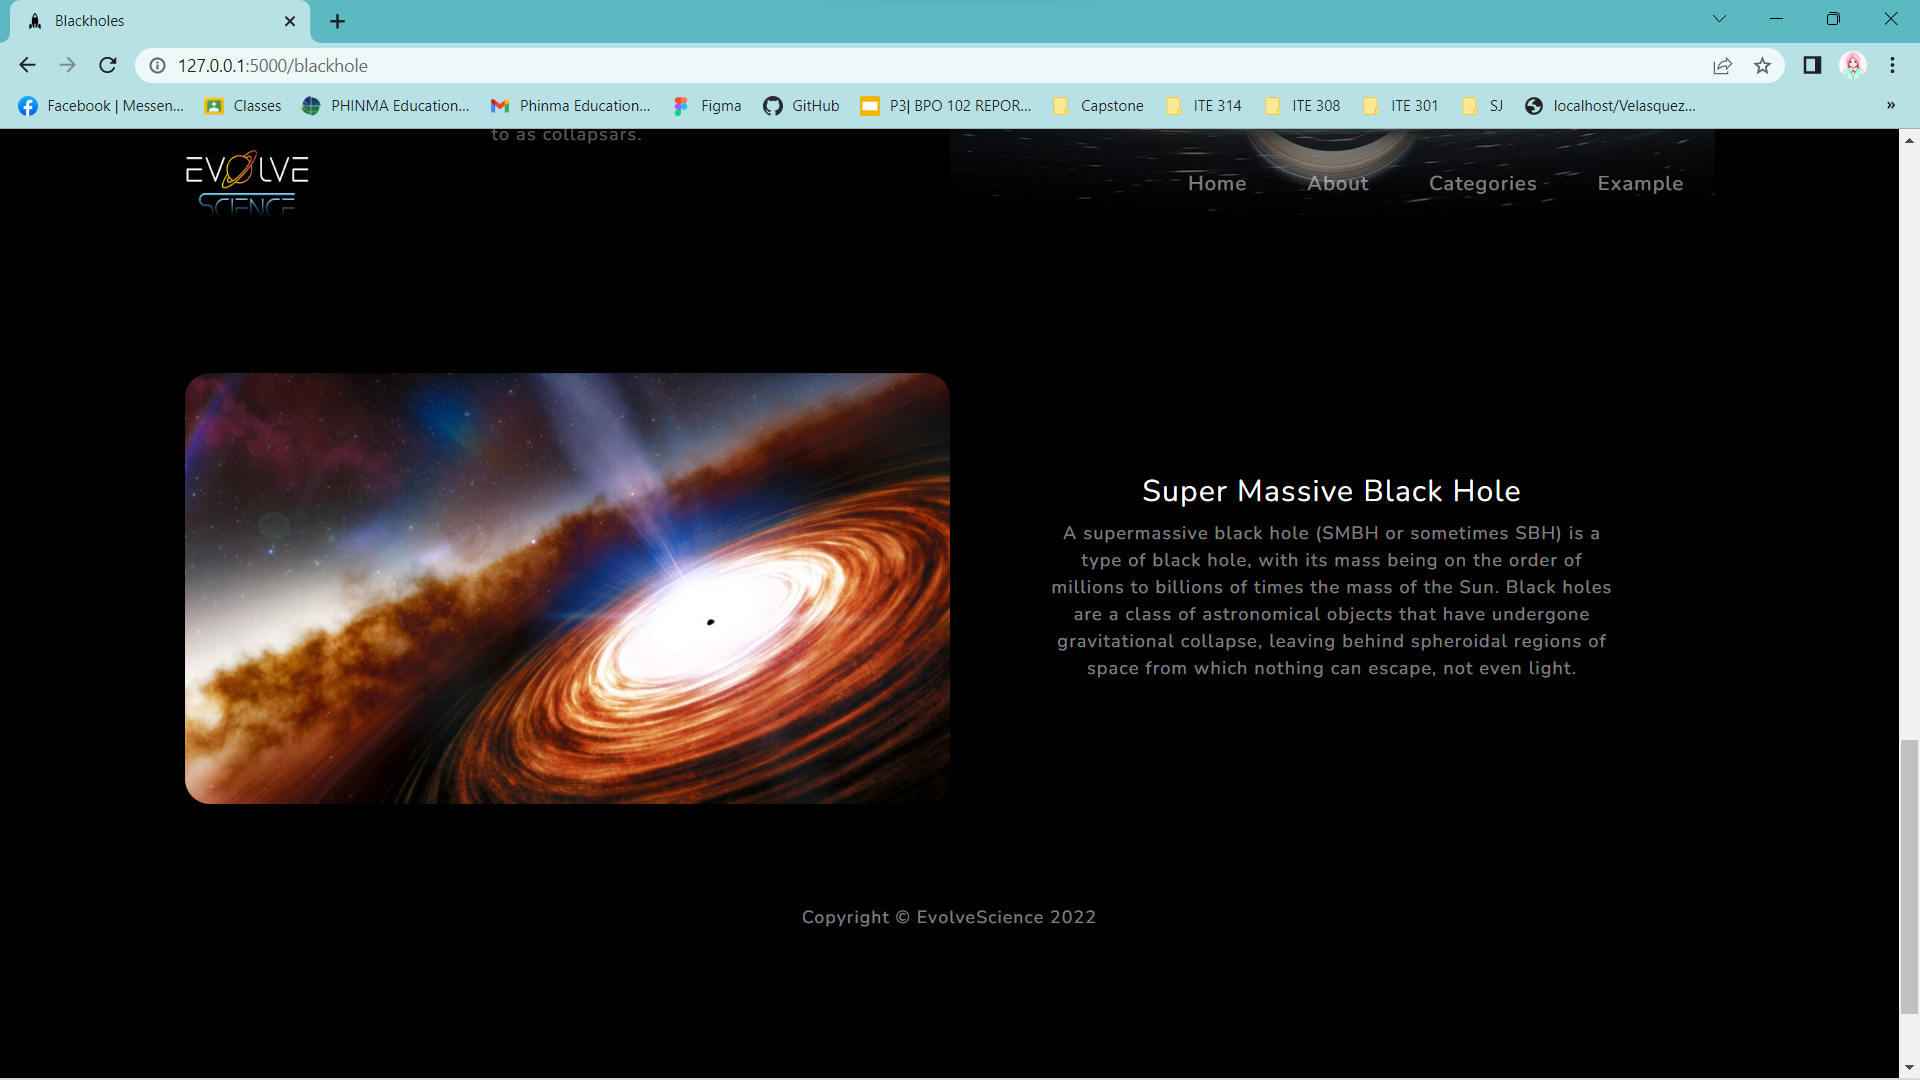 Blackholes
127.0.0.1:5000/blackhole
Facebook | Messen... Classes PHINMA Education... Phinma Education... Figma GitHub P3| BPO 102 REPOR... Capstone ITE 314 ITE 308 ITE 301 SJ localhost/Velasquez... »
to as collapsars.
EVOLVE
SCIENCE
Home About Categories Example
Super Massive Black Hole
A supermassive black hole (SMBH or sometimes SBH) is a
type of black hole, with its mass being on the order of
millions to billions of times the mass of the Sun. Black holes
are a class of astronomical objects that have undergone
gravitational collapse, leaving behind spheroidal regions of
space from which nothing can escape, not even light.
Copyright © EvolveScience 2022